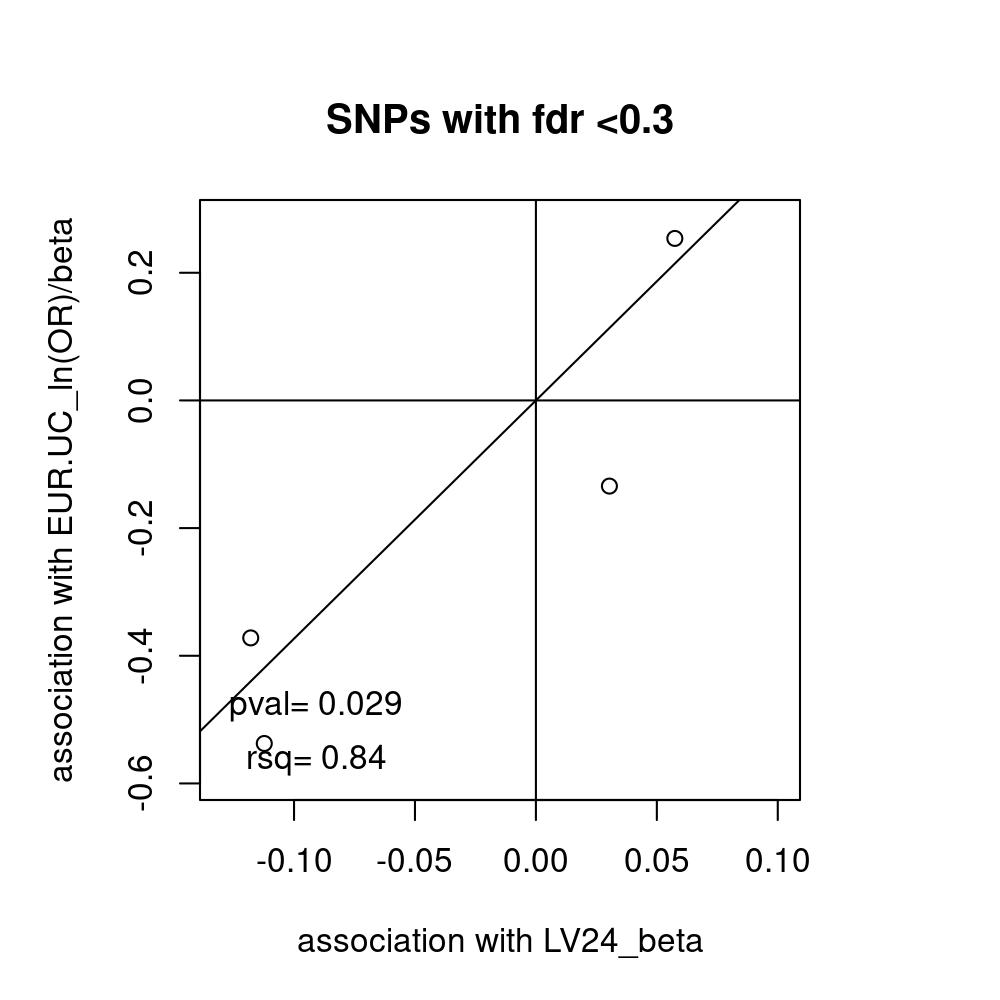 SNPs with fdr <0.3
association with EUR.UC_ln(OR)/beta
0.2
0.0
-0.2
-0.4
-0.6
pval= 0.029
rsq= 0.84
-0.10 -0.05 0.00 0.05 0.10
association with LV24_beta